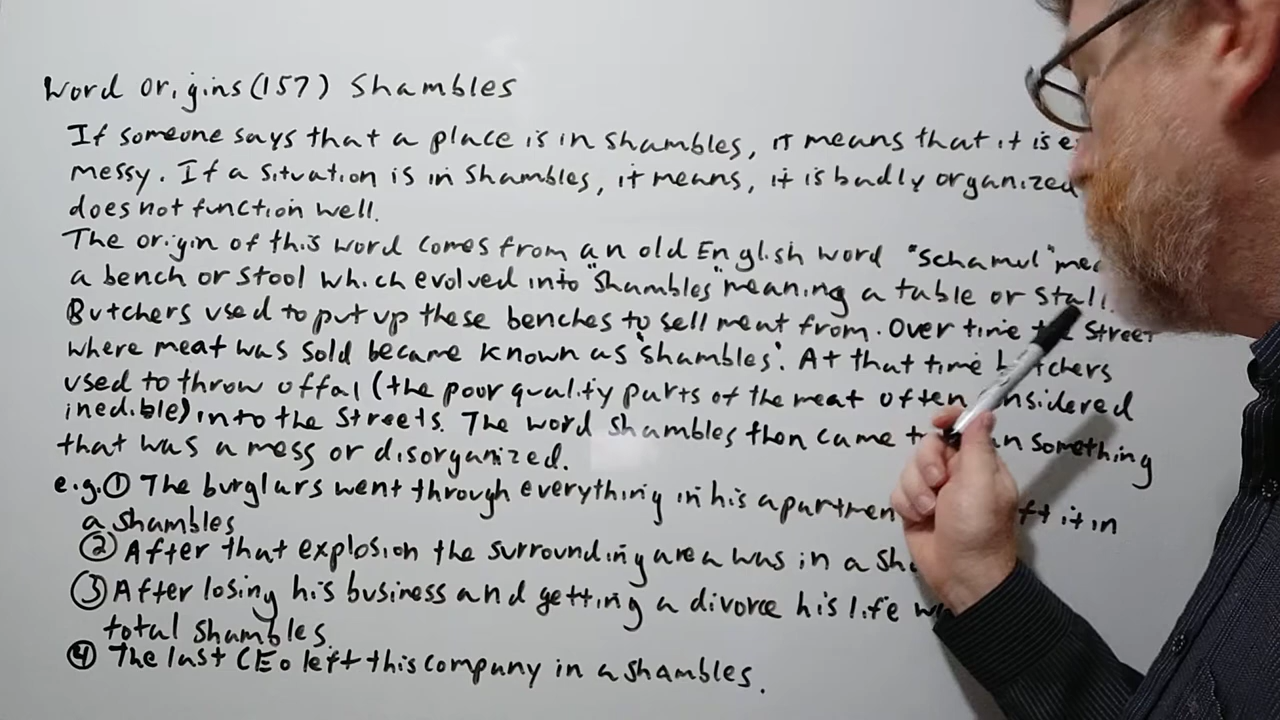 Word Origins (157) Shambles
If someone says that a place is in shambles, it means that it is
messy. If a situation is in shambles, it means, it is badly organized
does not function well.
The origin of this word comes from an old English word "schamul"
a bench or stool which evolved into "shambles" meaning a table or stall.
Butchers used to put up these benches to sell meat from. Over time Street
where meat was sold became known as "shambles". At that time
used to throw offal (the poor quality parts of the meat often
inedible) into the streets. The word shambles then came something
that was a mess or disorganized.
e.g. ① The burglars went through everything in his it in
a shambles
② After that explosion the surrounding area was in a
③ After losing his business and getting a divorce his life
total shambles.
④ The last CEO left this company in a shambles.